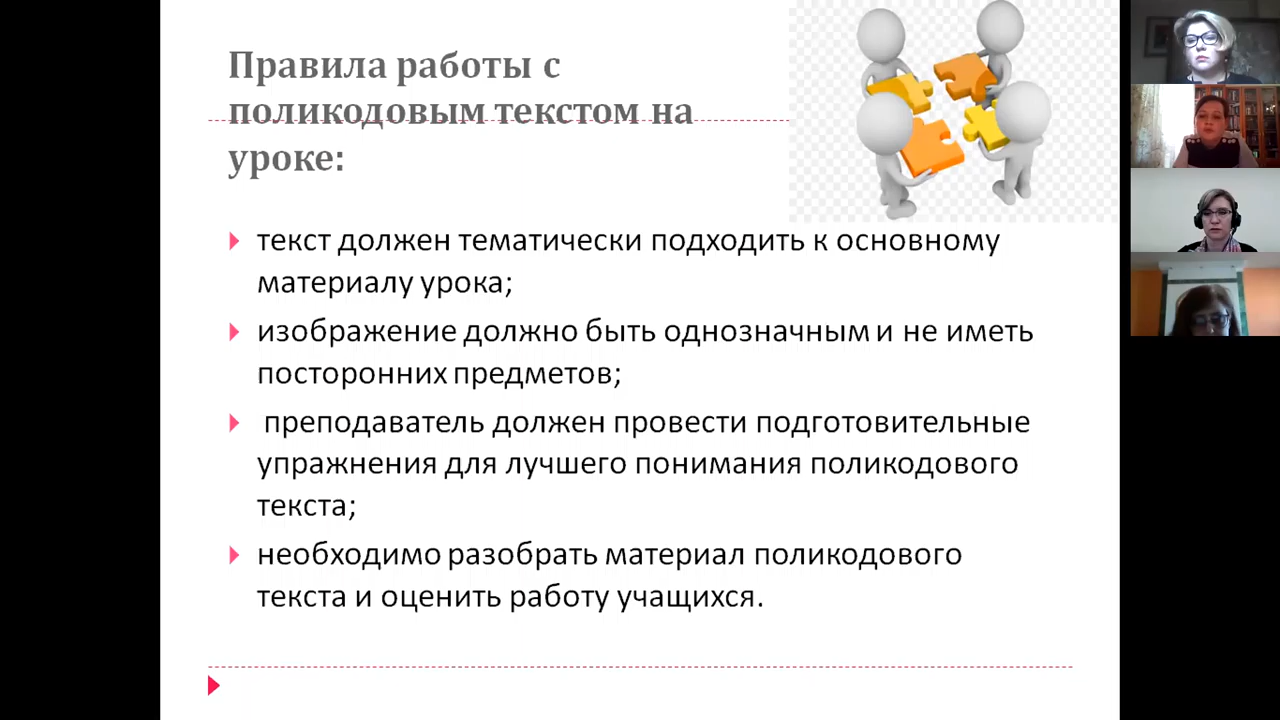 Правила работы с
поликодовым текстом на
уроке:
текст должен тематически подходить к основному
материалу урока;
изображение должно быть однозначным и не иметь
посторонних предметов;
преподаватель должен провести подготовительные
упражнения для лучшего понимания поликодового
текста;
необходимо разобрать материал поликодового
текста и оценить работу учащихся.